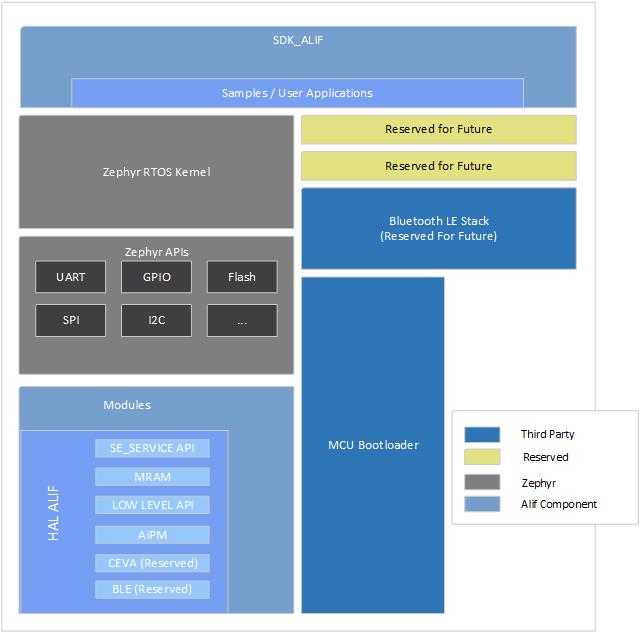 SDK_ALIF
Samples / User Applications
Zephyr RTOS Kernel
Reserved for Future
Reserved for Future
Bluetooth LE Stack
(Reserved For Future)
Zephyr APIs
UART
GPIO
Flash
SPI
I2C
...
Modules
HAL ALIF
SE_SERVICE API
MRAM
LOW LEVEL API
AiPM
CEVA (Reserved)
BLE (Reserved)
MCU Bootloader
Third Party
Reserved
Zephyr
Alif Component